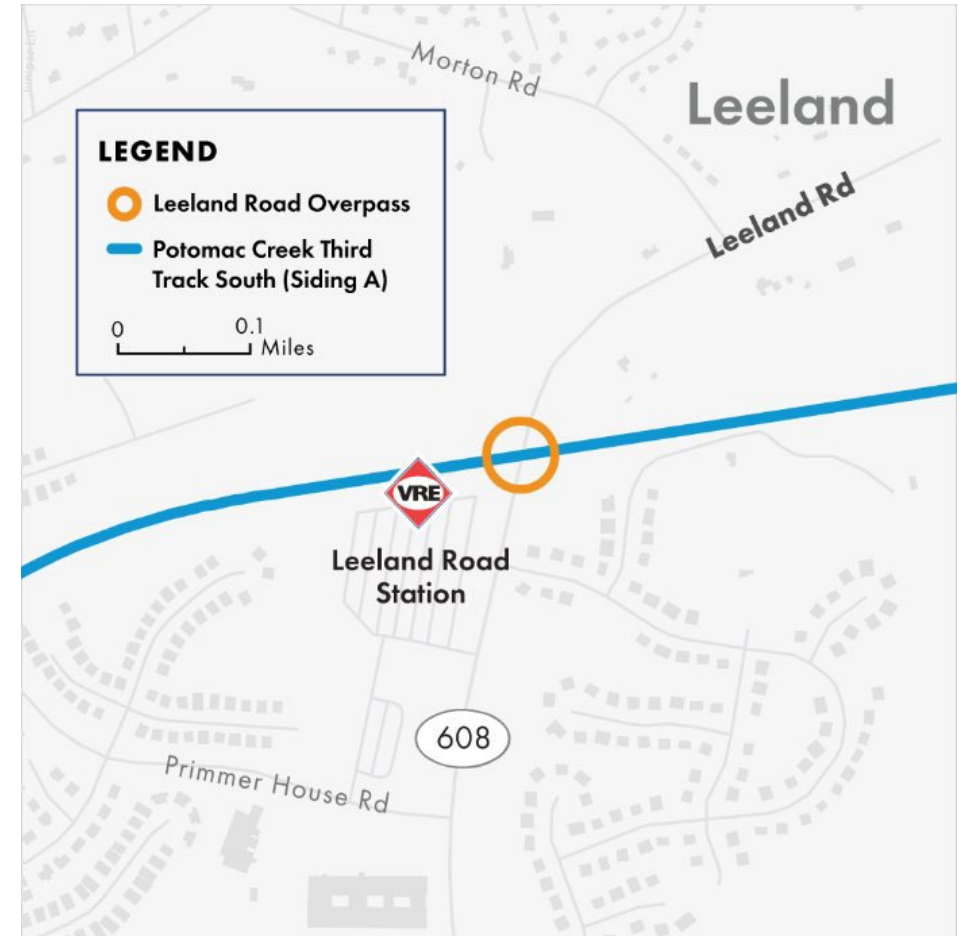 Morton Rd
Leeland
LEGEND
Leeland Road Overpass
Potomac Creek Third
Track South (Siding A)
0 0.1
Miles
Leeland Rd
VRE
Leeland Road
Station
608
Primmer House Rd